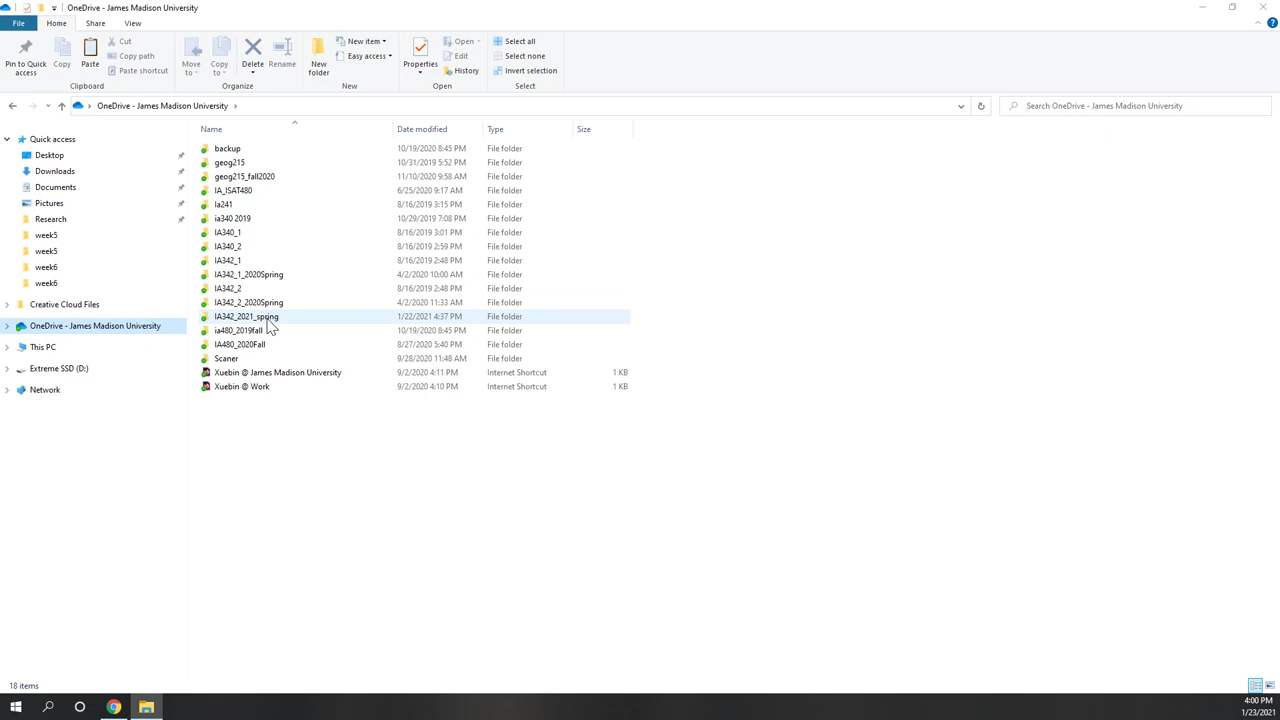 OneDrive - James Madison University
File Home Share View
Pin to Quick access
Copy
Paste
Cut
Copy path
Paste shortcut
Clipboard
Move to
Copy to
Delete
Rename
Organize
New folder
New item
Easy access
New
Properties
Open
Edit
History
Open
Select all
Select none
Invert selection
Select
OneDrive - James Madison University
Search OneDrive - James Madison University
Quick access
Desktop
Downloads
Documents
Pictures
Research
week5
week5
week6
week6
Creative Cloud Files
OneDrive - James Madison University
This PC
Extreme SSD (D:)
Network
Name Date modified Type Size
backup 10/19/2020 8:45 PM File folder
geog215 10/31/2019 5:52 PM File folder
geog215_fall2020 11/10/2020 9:58 AM File folder
IA_ISAT480 6/25/2020 9:17 AM File folder
Ia241 8/16/2019 3:15 PM File folder
ia340 2019 10/29/2019 7:08 PM File folder
IA340_1 8/16/2019 3:01 PM File folder
IA340_2 8/16/2019 2:59 PM File folder
IA342_1 8/16/2019 2:48 PM File folder
IA342_1_2020Spring 4/2/2020 10:00 AM File folder
IA342_2 8/16/2019 2:48 PM File folder
IA342_2_2020Spring 4/2/2020 11:33 AM File folder
IA342_2021_spring 1/22/2021 4:37 PM File folder
ia480_2019fall 10/19/2020 8:45 PM File folder
IA480_2020Fall 8/27/2020 5:40 PM File folder
Scaner 9/28/2020 11:48 AM File folder
Xuebin @ James Madison University 9/2/2020 4:11 PM Internet Shortcut 1 KB
Xuebin @ Work 9/2/2020 4:10 PM Internet Shortcut 1 KB
18 items
4:00 PM
1/23/2021